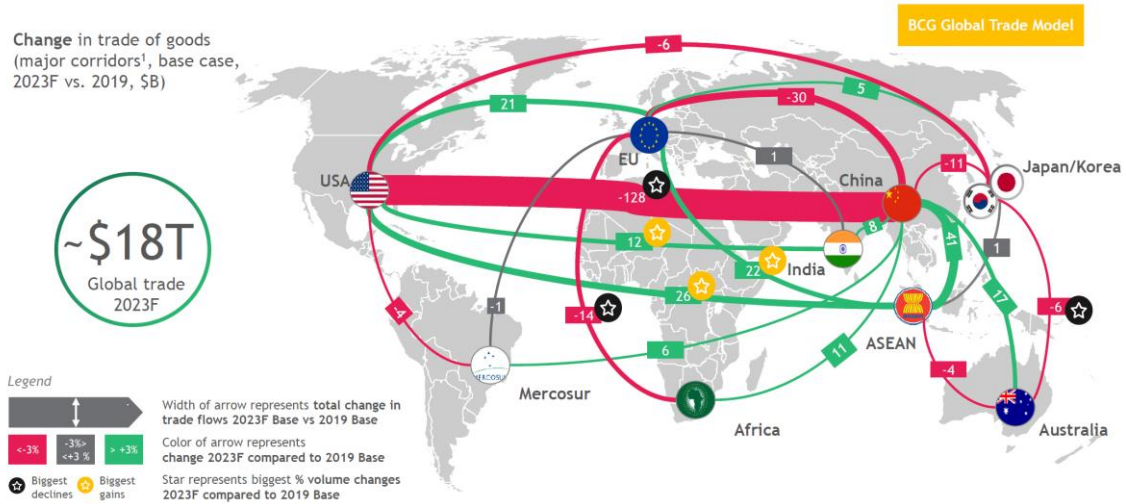 BCG Global Trade Model
Change in trade of goods
(major corridors¹, base case,
2023F vs. 2019, $B)
-6
5
-30
21
EU
1
-11
Japan/Korea
USA
China
-128
~$18T
Global trade
2023F
12
8
41
India
22
1
26
17
-14
-6
-4
-1
ASEAN
6
11
-4
MERCOSUR
Mercosur
Africa
Australia
Legend
Width of arrow represents total change in
trade flows 2023F Base vs 2019 Base
<-3%
-3%>
<+3 %
> +3%
Color of arrow represents
change 2023F compared to 2019 Base
Biggest
declines
Biggest
gains
Star represents biggest % volume changes
2023F compared to 2019 Base